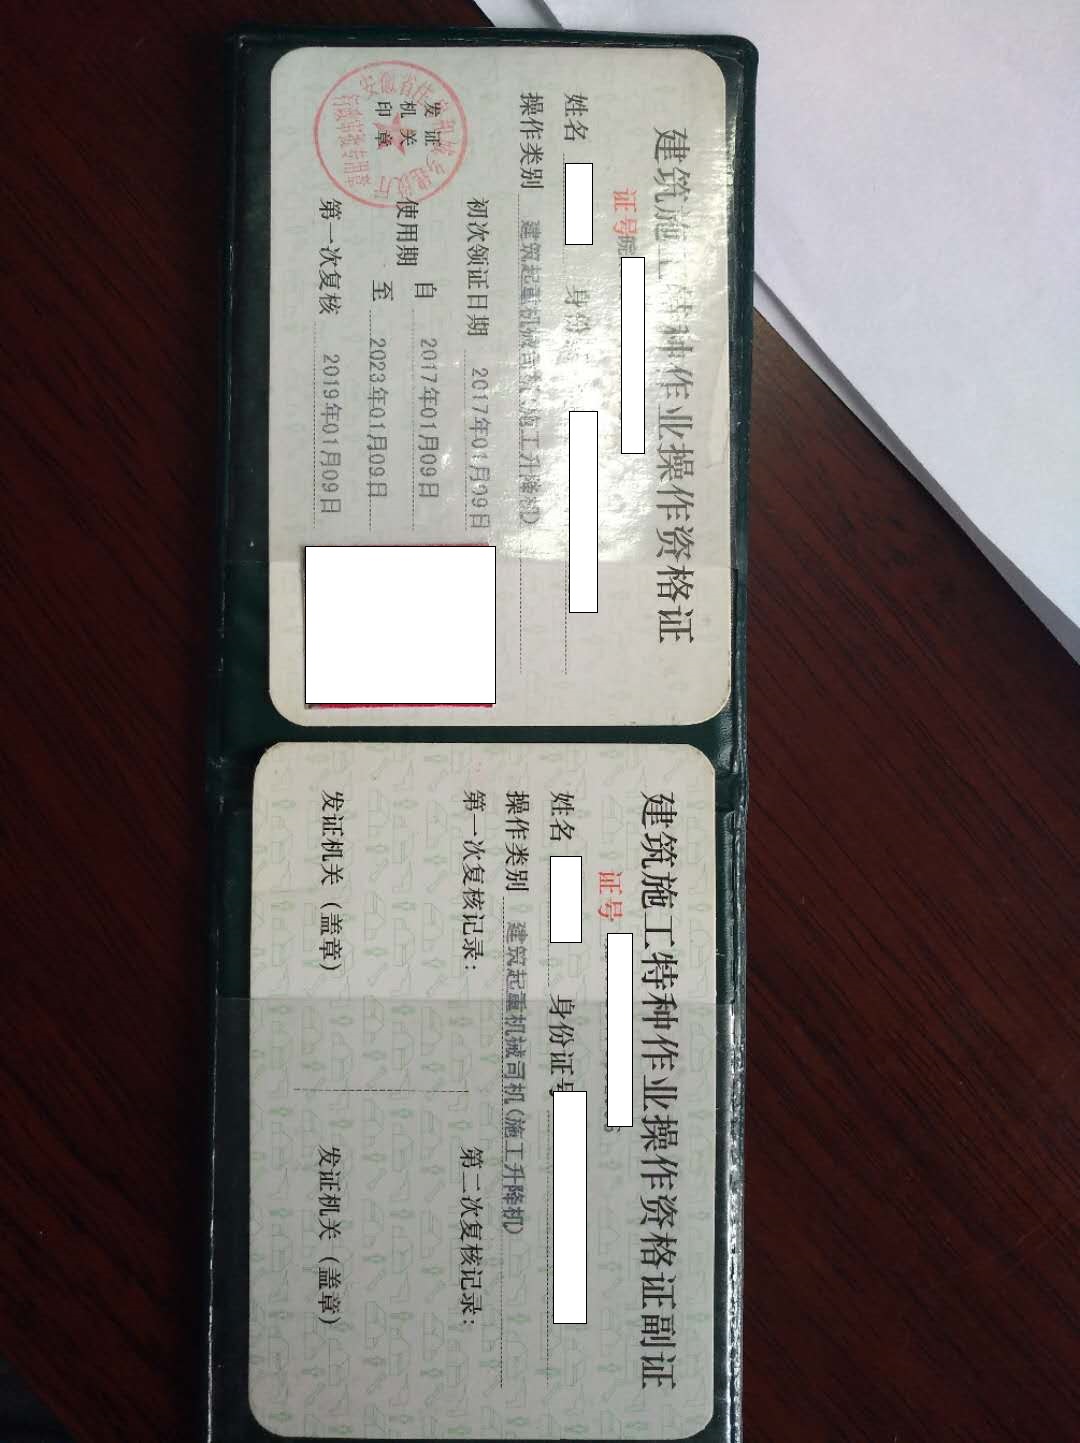 建筑施工特种作业操作资格证
证号皖
姓名 身份
操作类别 建筑起重机械司机(施工升降机)
初次领证日期 2017年01月09日
使用期 自 2017年01月09日
至 2023年01月09日
第一次复核 2019年01月09日
发证
机关
印章
建筑施工特种作业操作资格证副证
证号
姓名 身份证号
操作类别 建筑起重机械司机(施工升降机)
第一次复核记录: 第二次复核记录:
发证机关(盖章) 发证机关(盖章)